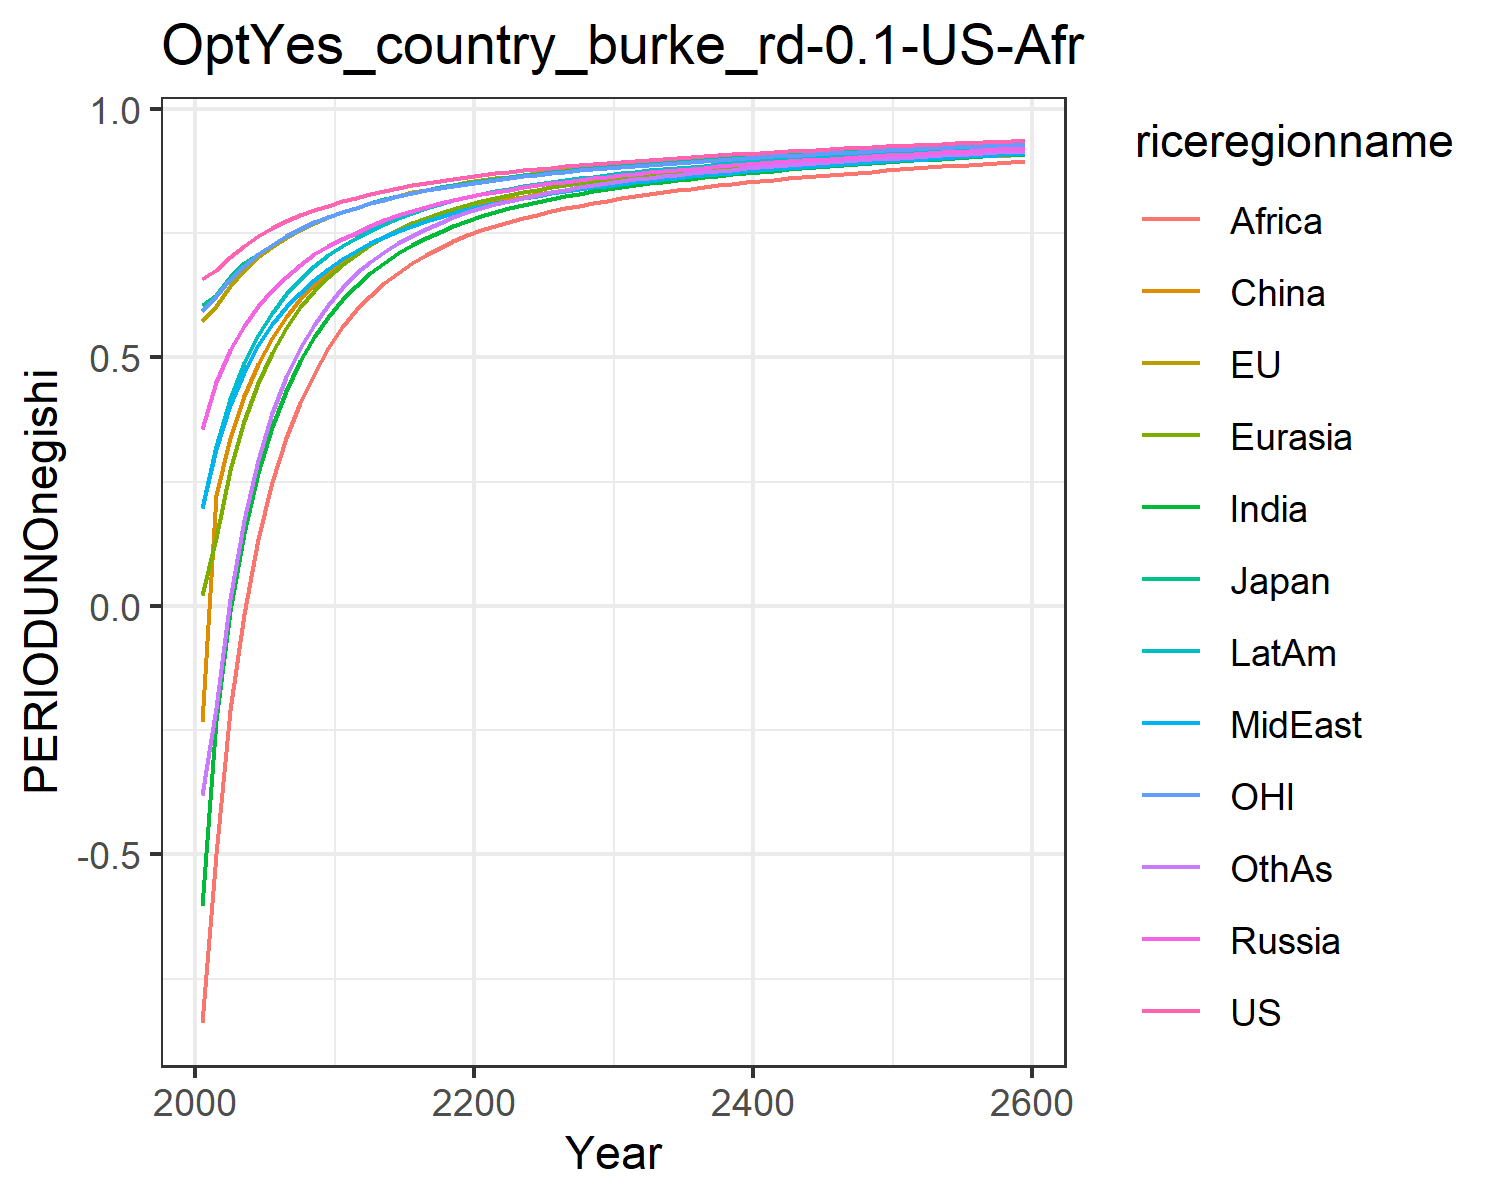 OptYes_country_burke_rd-0.1-US-Afr
1.0
0.5
0.0
-0.5
PERIODUNOnegishi
2000
2200
2400
2600
Year
riceregionname
Africa
China
EU
Eurasia
India
Japan
LatAm
MidEast
OHI
OthAs
Russia
US